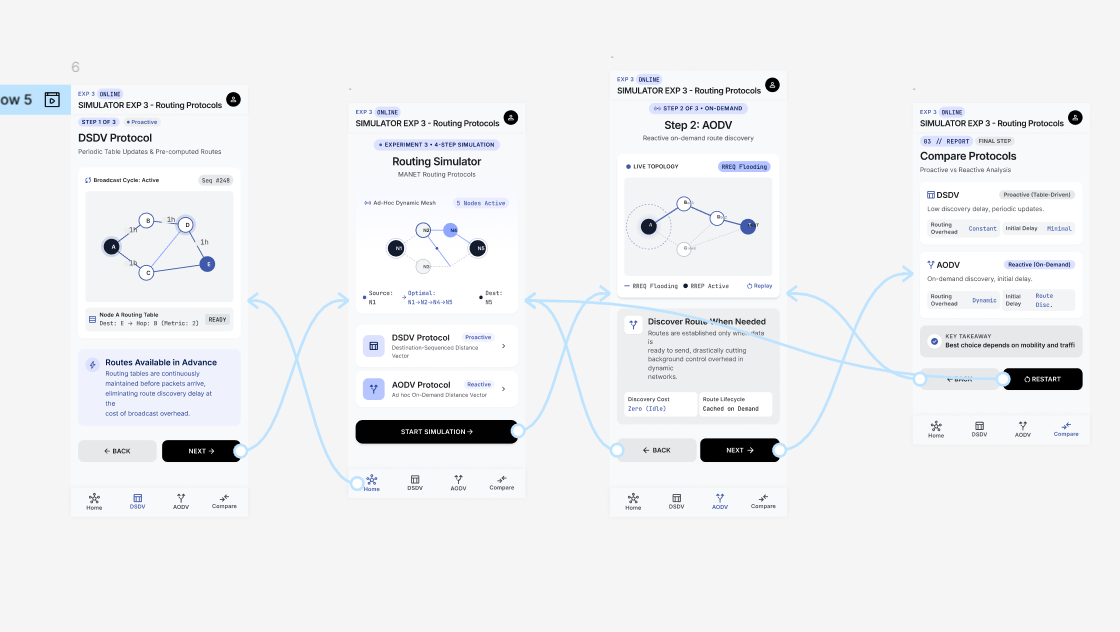 6
ow 5
EXP 3 ONLINE
SIMULATOR EXP 3 - Routing Protocols
STEP 1 OF 3 Proactive
DSDV Protocol
Periodic Table Updates & Pre-computed Routes
Broadcast Cycle: Active Seq #248
B
1h
D
1h
A
1h
1h
C
E
Node A Routing Table
Dest: E → Hop: B (Metric: 2) READY
Routes Available in Advance
Routing tables are continuously
maintained before packets arrive,
eliminating route discovery delay at
the
cost of broadcast overhead.
← BACK NEXT →
Home DSDV AODV Compare
EXP 3 ONLINE
SIMULATOR EXP 3 - Routing Protocols
EXPERIMENT 3 • 4-STEP SIMULATION
Routing Simulator
MANET Routing Protocols
Ad-Hoc Dynamic Mesh 5 Nodes Active
N2 N4
N1 N5
N3
Source: → Optimal: Dest:
N1 N1→N2→N4→N5 N5
DSDV Protocol Proactive
Destination-Sequenced Distance
Vector
AODV Protocol Reactive
Ad hoc On-Demand Distance Vector
START SIMULATION →
Home DSDV AODV Compare
EXP 3 ONLINE
SIMULATOR EXP 3 - Routing Protocols
STEP 2 OF 3 • ON-DEMAND
Step 2: AODV
Reactive on-demand route discovery
LIVE TOPOLOGY RREQ Flooding
A
RREQ Flooding RREP Active Replay
Discover Route When Needed
Routes are established only when data
is
ready to send, drastically cutting
background control overhead in
dynamic
networks.
Discovery Cost Route Lifecycle
Zero (Idle) Cached on Demand
← BACK NEXT →
Home DSDV AODV Compare
EXP 3 ONLINE
SIMULATOR EXP 3 - Routing Protocols
03 // REPORT FINAL STEP
Compare Protocols
Proactive vs Reactive Analysis
DSDV Proactive (Table-Driven)
Low discovery delay, periodic updates.
Routing Overhead Constant Initial Delay Minimal
AODV Reactive (On-Demand)
On-demand discovery, initial delay.
Routing Overhead Dynamic Initial Delay Route Disc.
KEY TAKEAWAY
Best choice depends on mobility and traffi
← BACK RESTART
Home DSDV AODV Compare